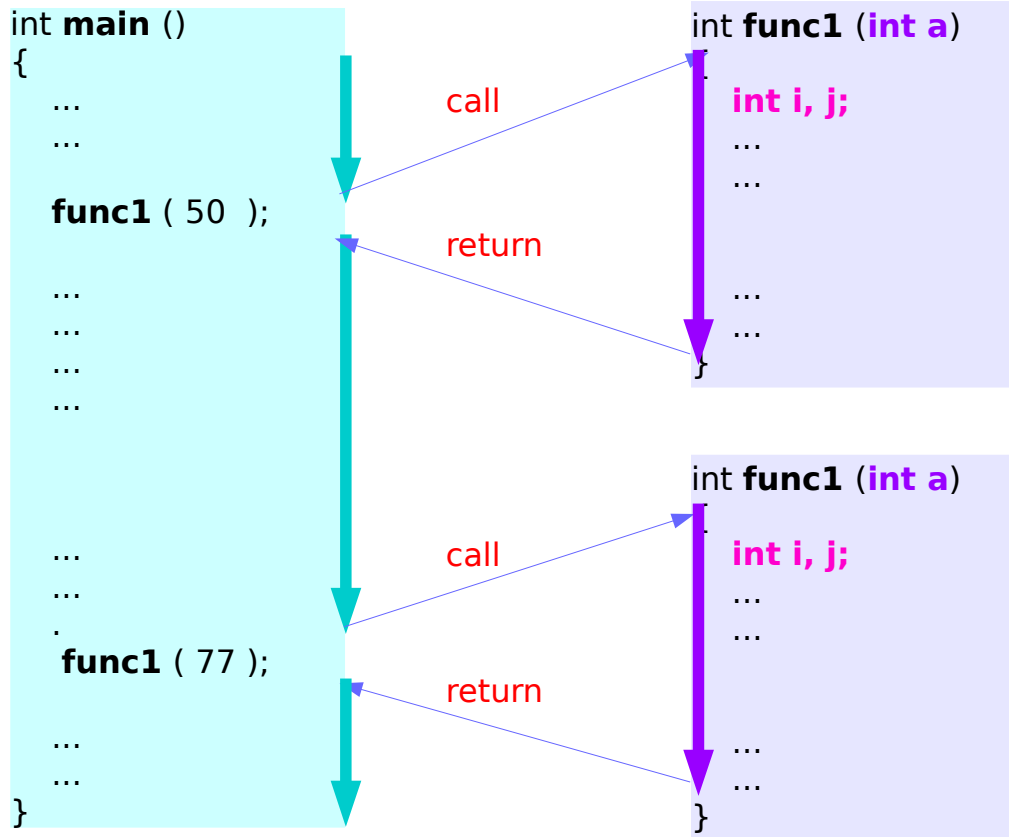 int main ()
{
...
...
func1 ( 50 );
...
...
...
...
...
...
.
func1 ( 77 );
...
...
}
call
return
call
return
int func1 (int a)
{
int i, j;
...
...
...
...
}
int func1 (int a)
{
int i, j;
...
...
...
...
}